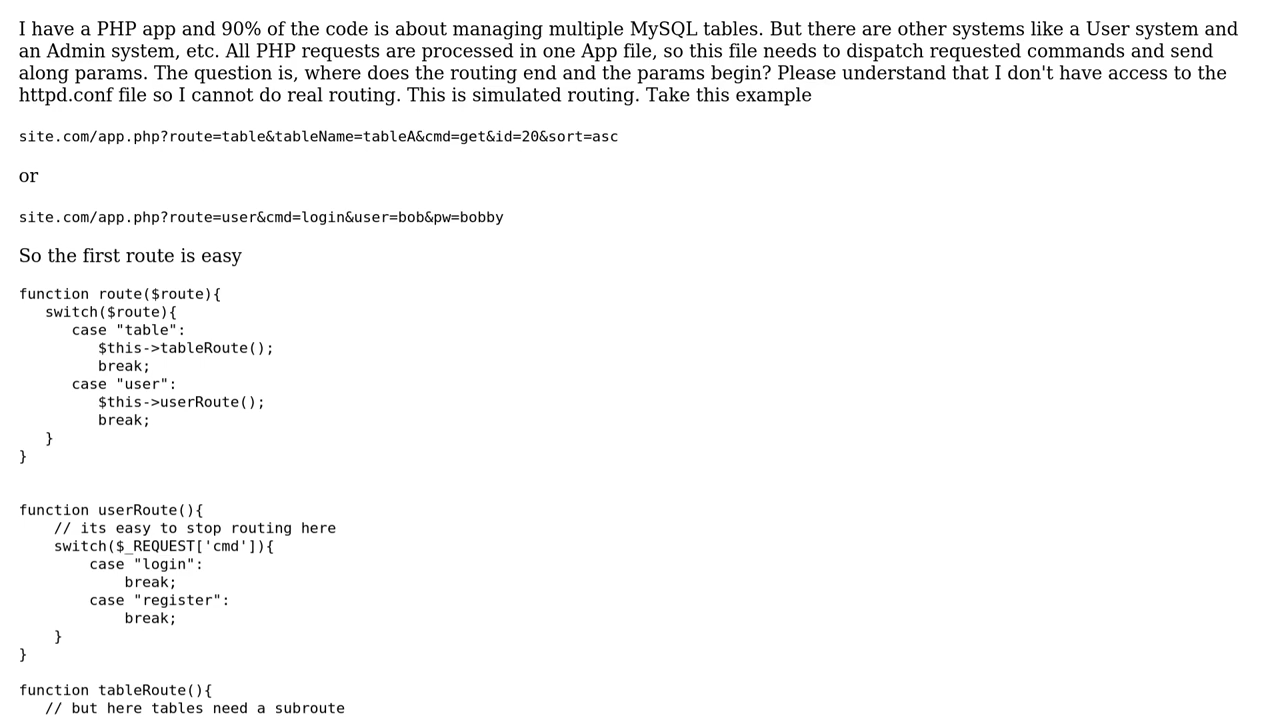 I have a PHP app and 90% of the code is about managing multiple MySQL tables. But there are other systems like a User system and
an Admin system, etc. All PHP requests are processed in one App file, so this file needs to dispatch requested commands and send
along params. The question is, where does the routing end and the params begin? Please understand that I don't have access to the
httpd.conf file so I cannot do real routing. This is simulated routing. Take this example
site.com/app.php?route=table&tableName=tableA&cmd=get&id=20&sort=asc
or
site.com/app.php?route=user&cmd=login&user=bob&pw=bobby
So the first route is easy
function route($route){
   switch($route){
      case "table":
         $this->tableRoute();
         break;
      case "user":
         $this->userRoute();
         break;
   }
}
function userRoute(){
    // its easy to stop routing here
    switch($_REQUEST['cmd']){
        case "login":
            break;
        case "register":
            break;
    }
}
function tableRoute(){
   // but here tables need a subroute